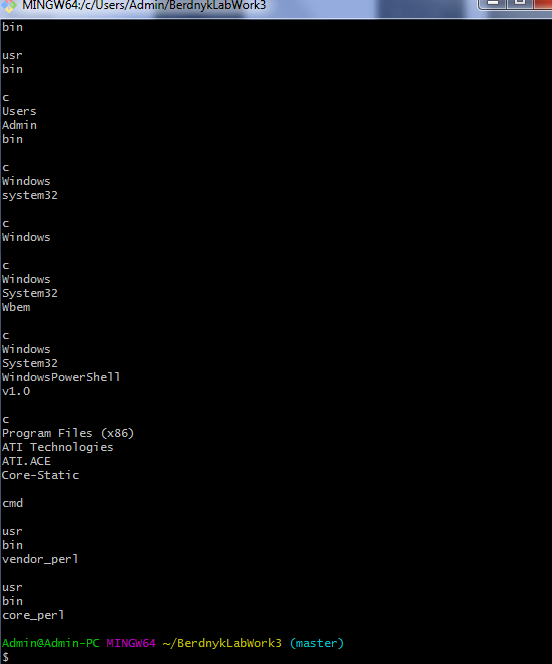 MINGW64:/c/Users/Admin/BerdnykLabWork3
bin

usr
bin

c
Users
Admin
bin

c
Windows
system32

c
Windows

c
Windows
System32
Wbem

c
Windows
System32
WindowsPowerShell
v1.0

c
Program Files (x86)
ATI Technologies
ATI.ACE
Core-Static

cmd

usr
bin
vendor_perl

usr
bin
core_perl

Admin@Admin-PC MINGW64 ~/BerdnykLabWork3 (master)
$